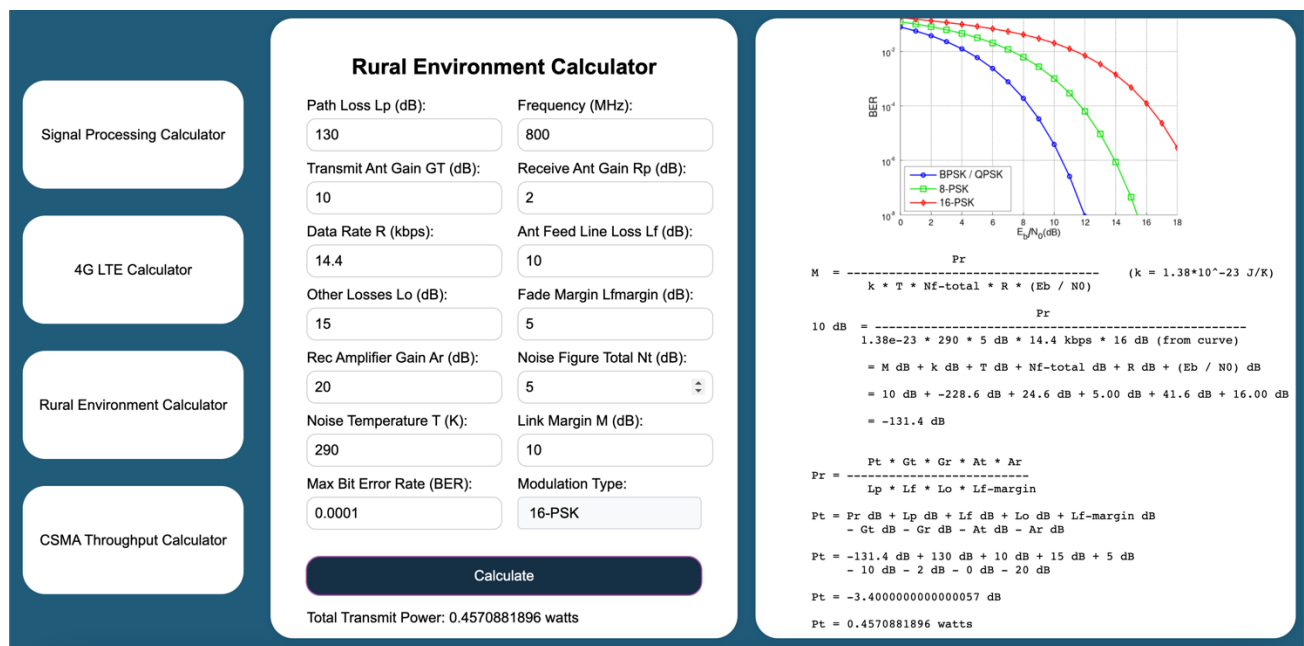 Signal Processing Calculator
4G LTE Calculator
Rural Environment Calculator
CSMA Throughput Calculator
Rural Environment Calculator
Path Loss Lp (dB):
Frequency (MHz):
130
800
Transmit Ant Gain GT (dB):
Receive Ant Gain Rp (dB):
10
2
Data Rate R (kbps):
Ant Feed Line Loss Lf (dB):
14.4
10
Other Losses Lo (dB):
Fade Margin Lfmargin (dB):
15
5
Rec Amplifier Gain Ar (dB):
Noise Figure Total Nt (dB):
20
5
Noise Temperature T (K):
Link Margin M (dB):
290
10
Max Bit Error Rate (BER):
Modulation Type:
0.0001
16-PSK
Calculate
Total Transmit Power: 0.4570881896 watts
BER
10-2
10-4
10-6
10-8
BPSK / QPSK
8-PSK
16-PSK
0 2 4 6 8 10 12 14 16 18
Eb/N0(dB)
Pr
M = ----------------------------------- (k = 1.38*10^-23 J/K)
k * T * Nf-total * R * (Eb / N0)
Pr
10 dB = ----------------------------------------------------
1.38e-23 * 290 * 5 dB * 14.4 kbps * 16 dB (from curve)
= M dB + k dB + T dB + Nf-total dB + R dB + (Eb / N0) dB
= 10 dB + -228.6 dB + 24.6 dB + 5.00 dB + 41.6 dB + 16.00 dB
= -131.4 dB
Pt * Gt * Gr * At * Ar
Pr = --------------------------
Lp * Lf * Lo * Lf-margin
Pt = Pr dB + Lp dB + Lf dB + Lo dB + Lf-margin dB
- Gt dB - Gr dB - At dB - Ar dB
Pt = -131.4 dB + 130 dB + 10 dB + 15 dB + 5 dB
- 10 dB - 2 dB - 0 dB - 20 dB
Pt = -3.4000000000000057 dB
Pt = 0.4570881896 watts